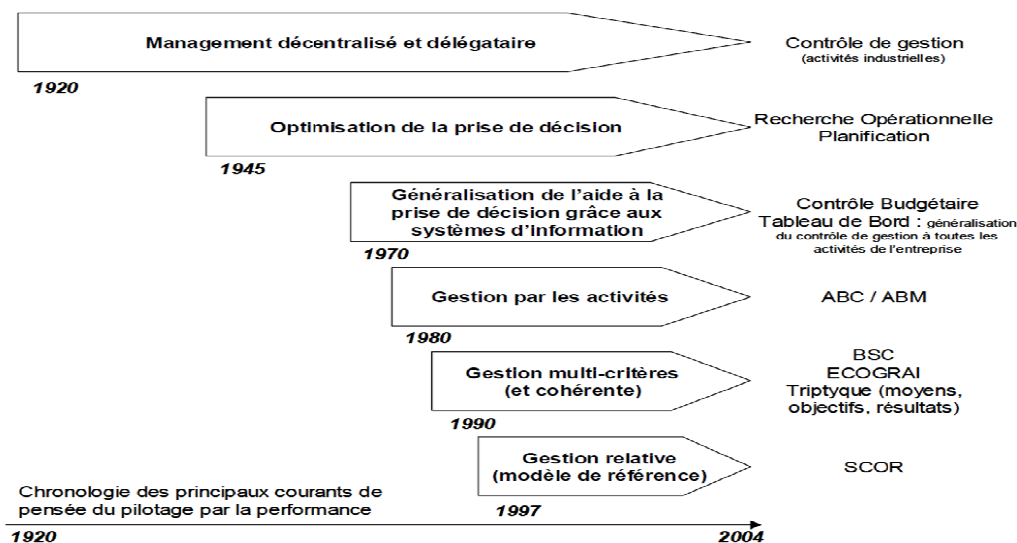 Management décentralisé et délégataire
Contrôle de gestion
(activités industrielles)
1920
Optimisation de la prise de décision
Recherche Opérationnelle
Planification
1945
Généralisation de l'aide à la
prise de décision grâce aux
systèmes d'information
Contrôle Budgétaire
Tableau de Bord : généralisation
du contrôle de gestion à toutes les
activités de l'entreprise
1970
Gestion par les activités
ABC / ABM
1980
Gestion multi-critères
(et cohérente)
BSC
ECOGRAI
Triptyque (moyens,
objectifs, résultats)
1990
Gestion relative
(modèle de référence)
SCOR
1997
Chronologie des principaux courants de
pensée du pilotage par la performance
1920
2004